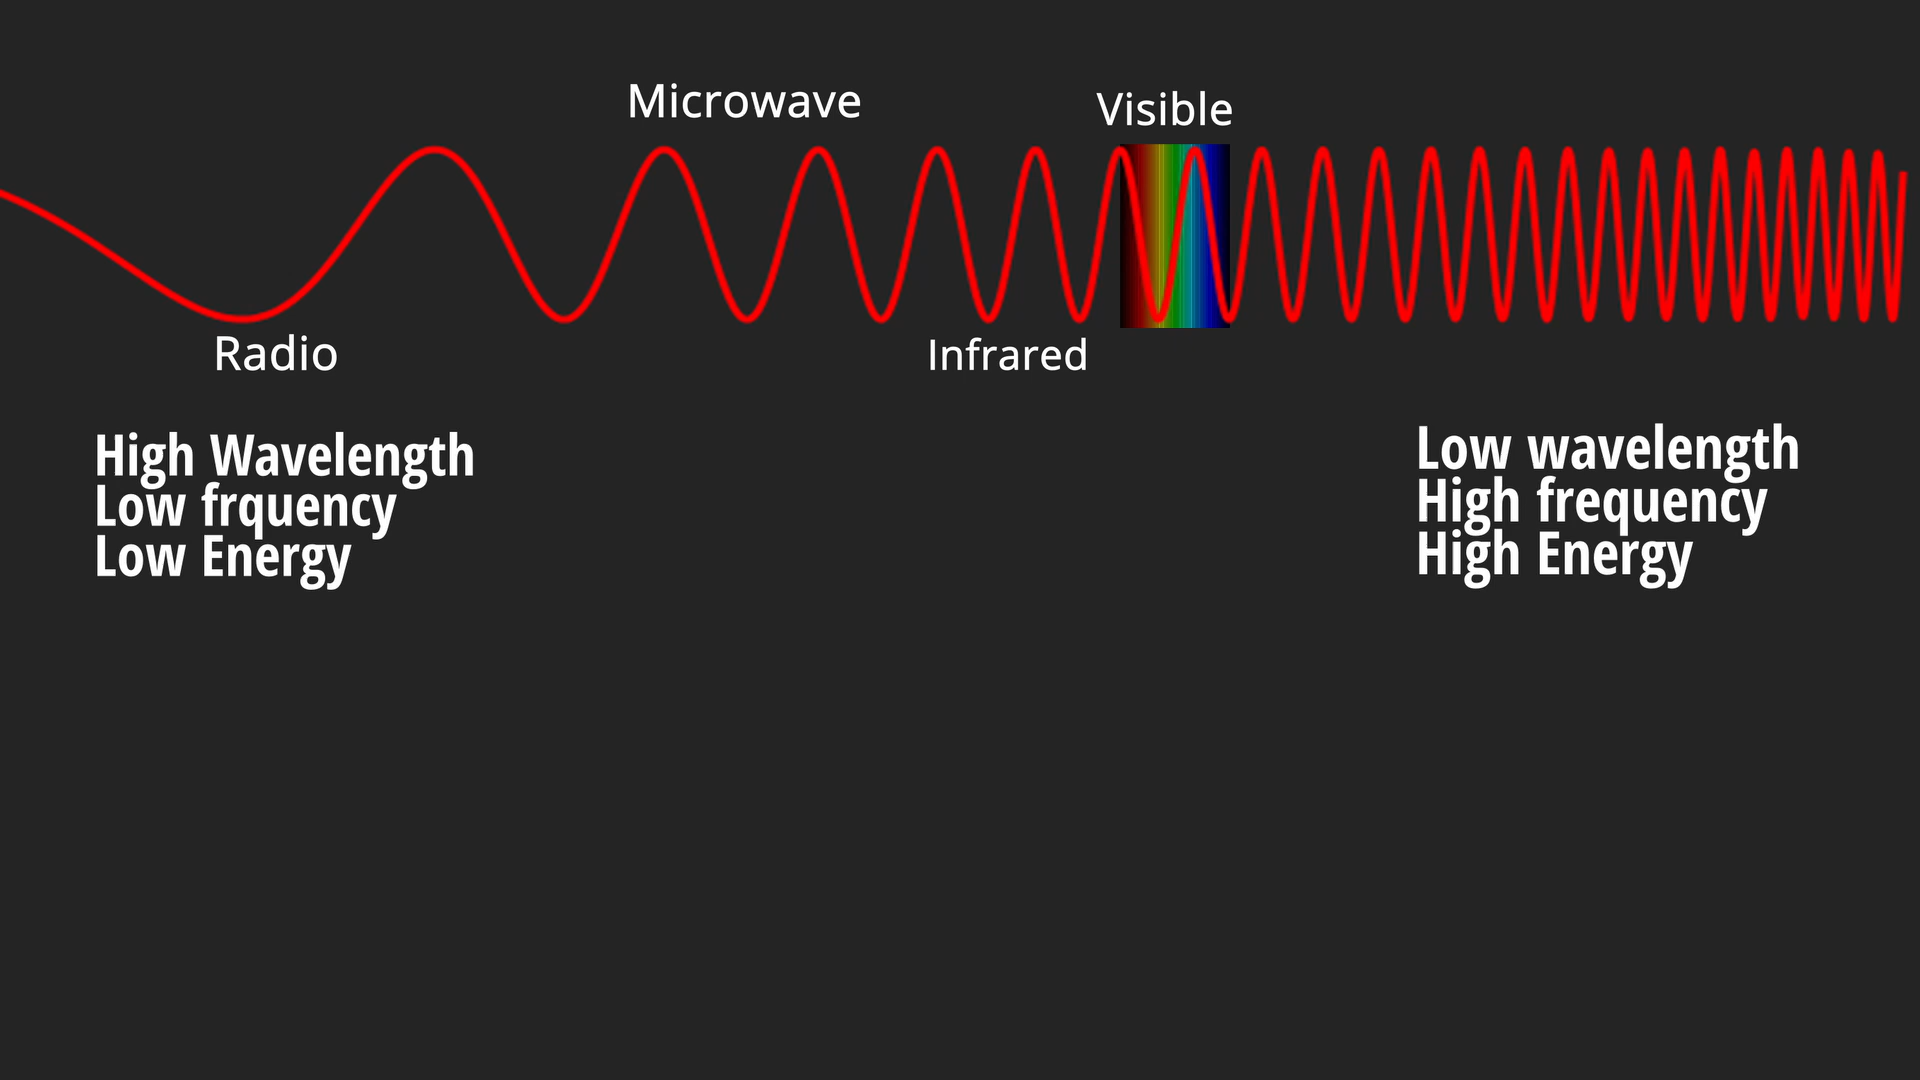 Microwave
Visible
Radio
Infrared
High Wavelength
Low frquency
Low Energy
Low wavelength
High frequency
High Energy